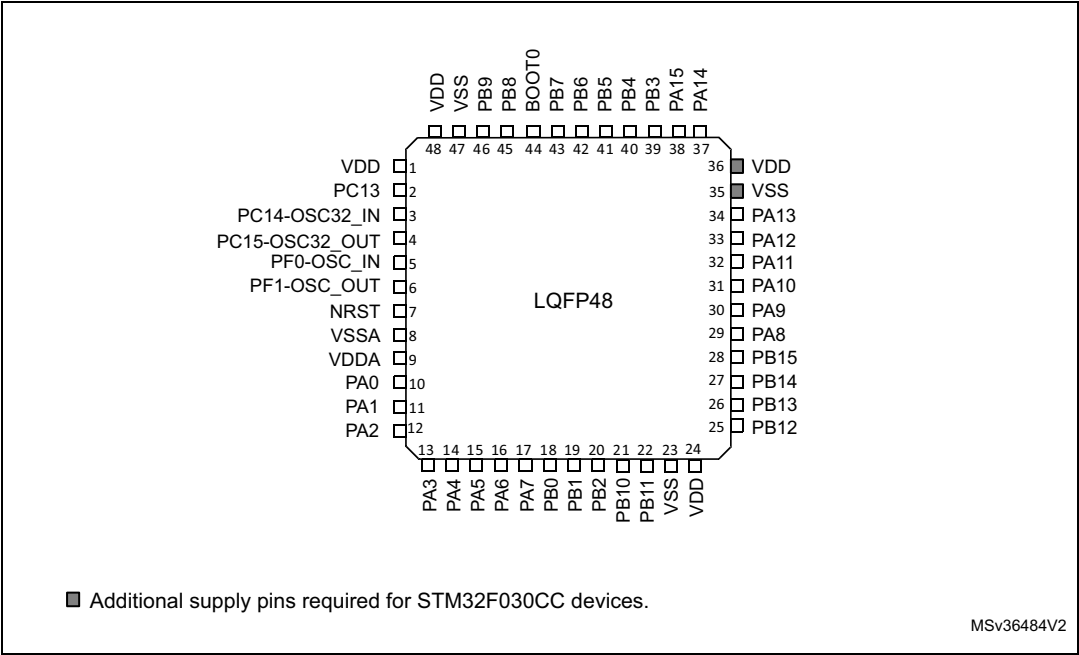 VDD VSS PB9 PB8 BOOT0 PB7 PB6 PB5 PB4 PB3 PA15 PA14
48 47 46 45 44 43 42 41 40 39 38 37
VDD 1 36 VDD
PC13 2 35 VSS
PC14-OSC32_IN 3 34 PA13
PC15-OSC32_OUT 4 33 PA12
PF0-OSC_IN 5 32 PA11
PF1-OSC_OUT 6 31 PA10
LQFP48
NRST 7 30 PA9
VSSA 8 29 PA8
VDDA 9 28 PB15
PA0 10 27 PB14
PA1 11 26 PB13
PA2 12 25 PB12
13 14 15 16 17 18 19 20 21 22 23 24
PA3 PA4 PA5 PA6 PA7 PB0 PB1 PB2 PB10 PB11 VSS VDD
Additional supply pins required for STM32F030CC devices.
MSv36484V2